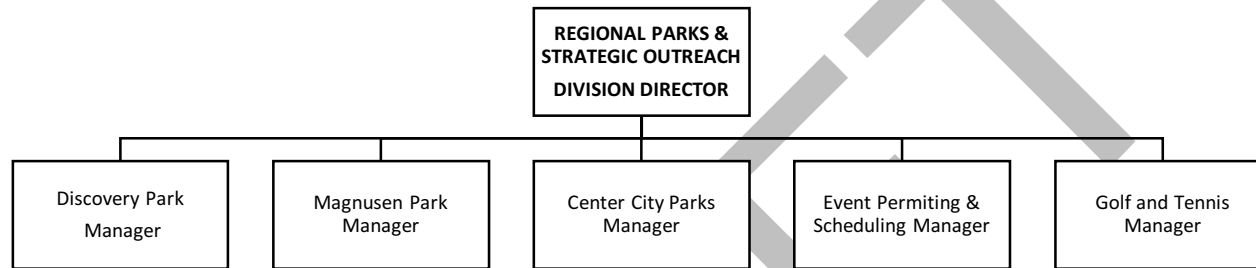 REGIONAL PARKS &
STRATEGIC OUTREACH
DIVISION DIRECTOR
Discovery Park
Manager
Magnusen Park
Manager
Center City Parks
Manager
Event Permiting &
Scheduling Manager
Golf and Tennis
Manager